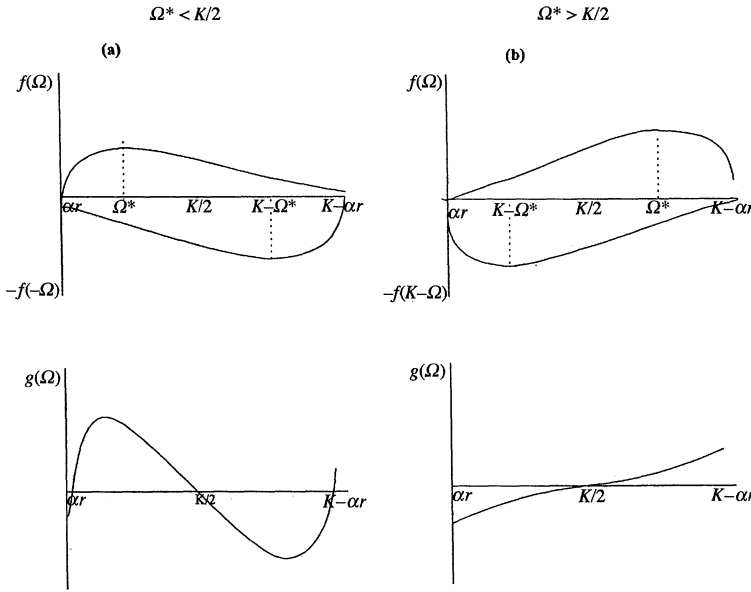 Ω* < K/2
Ω* > K/2
(a)
(b)
f(Ω)
f(Ω)
αr Ω* K/2 K–Ω* K–αr
αr K–Ω* K/2 Ω* K–αr
–f(–Ω)
–f(K–Ω)
g(Ω)
g(Ω)
αr K/2 K–αr
αr K/2 K–αr